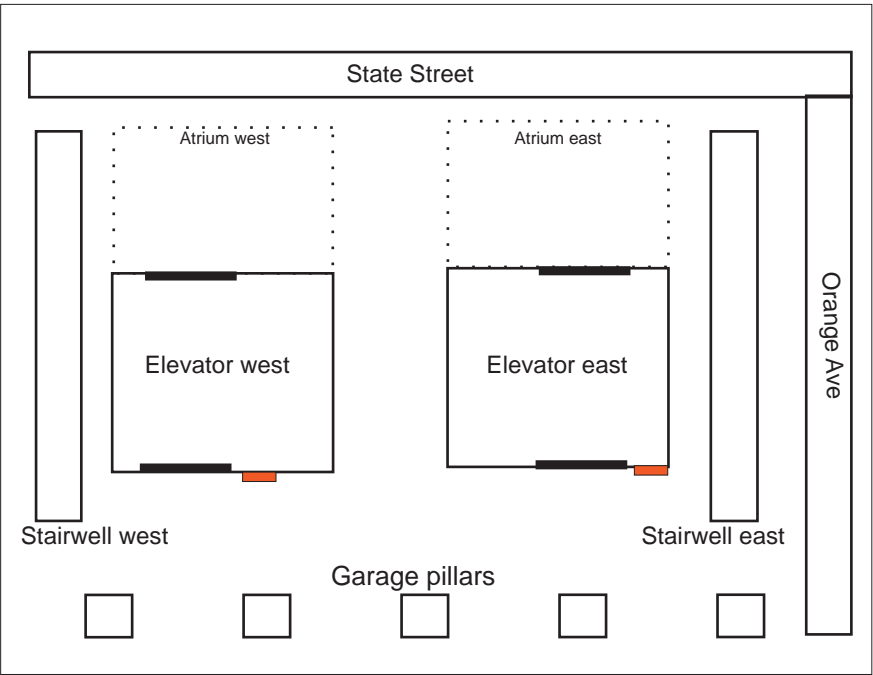 State Street
Atrium west
Atrium east
Orange Ave
Elevator west
Elevator east
Stairwell west
Stairwell east
Garage pillars